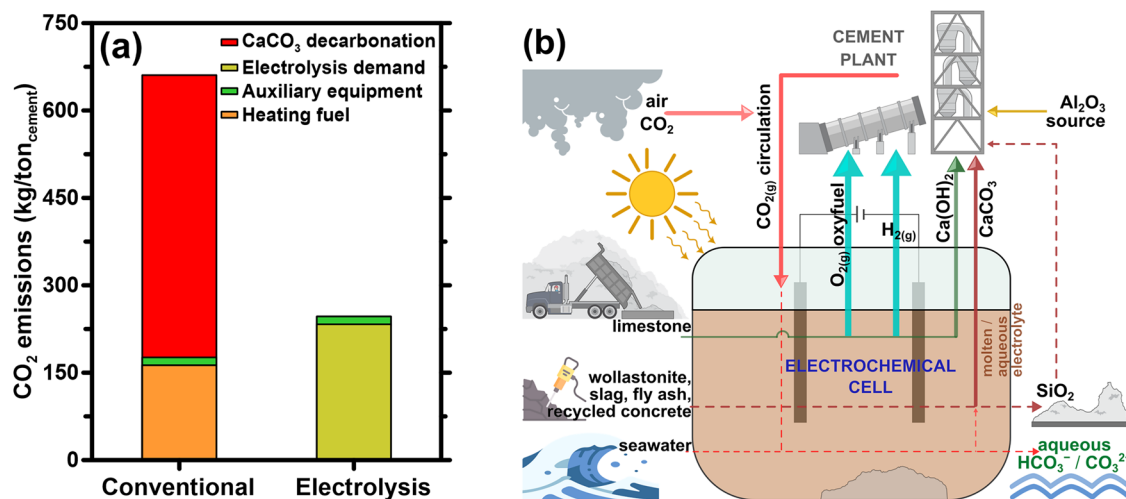 (a)
CO₂ emissions (kg/ton_cement)
750
600
450
300
150
0
CaCO₃ decarbonation
Electrolysis demand
Auxiliary equipment
Heating fuel
Conventional
Electrolysis
(b)
CEMENT
PLANT
air
CO₂
CO₂₍g₎ circulation
Al₂O₃
source
O₂₍g₎ oxyfuel
H₂₍g₎
Ca(OH)₂
CaCO₃
limestone
molten /
aqueous
electrolyte
ELECTROCHEMICAL
CELL
wollastonite,
slag, fly ash,
recycled concrete
SiO₂
seawater
aqueous
HCO₃⁻ / CO₃²⁻